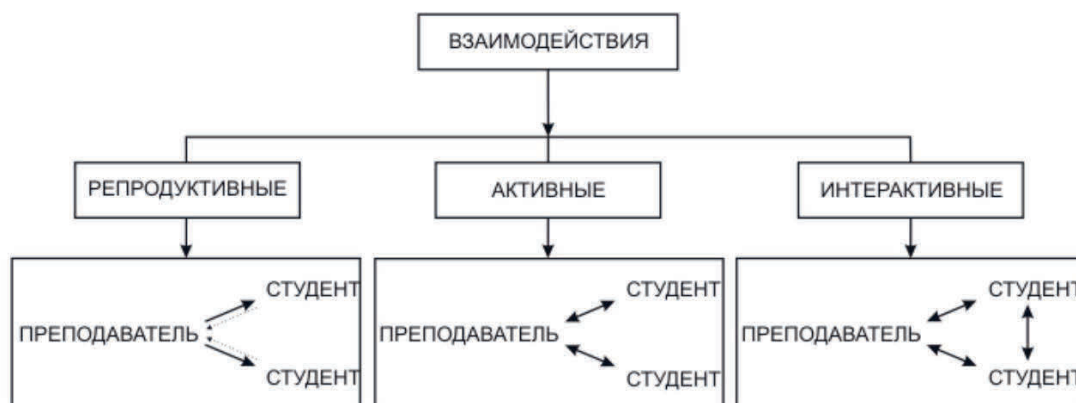 ВЗАИМОДЕЙСТВИЯ
РЕПРОДУКТИВНЫЕ
АКТИВНЫЕ
ИНТЕРАКТИВНЫЕ
СТУДЕНТ
ПРЕПОДАВАТЕЛЬ
СТУДЕНТ
СТУДЕНТ
ПРЕПОДАВАТЕЛЬ
СТУДЕНТ
СТУДЕНТ
ПРЕПОДАВАТЕЛЬ
СТУДЕНТ